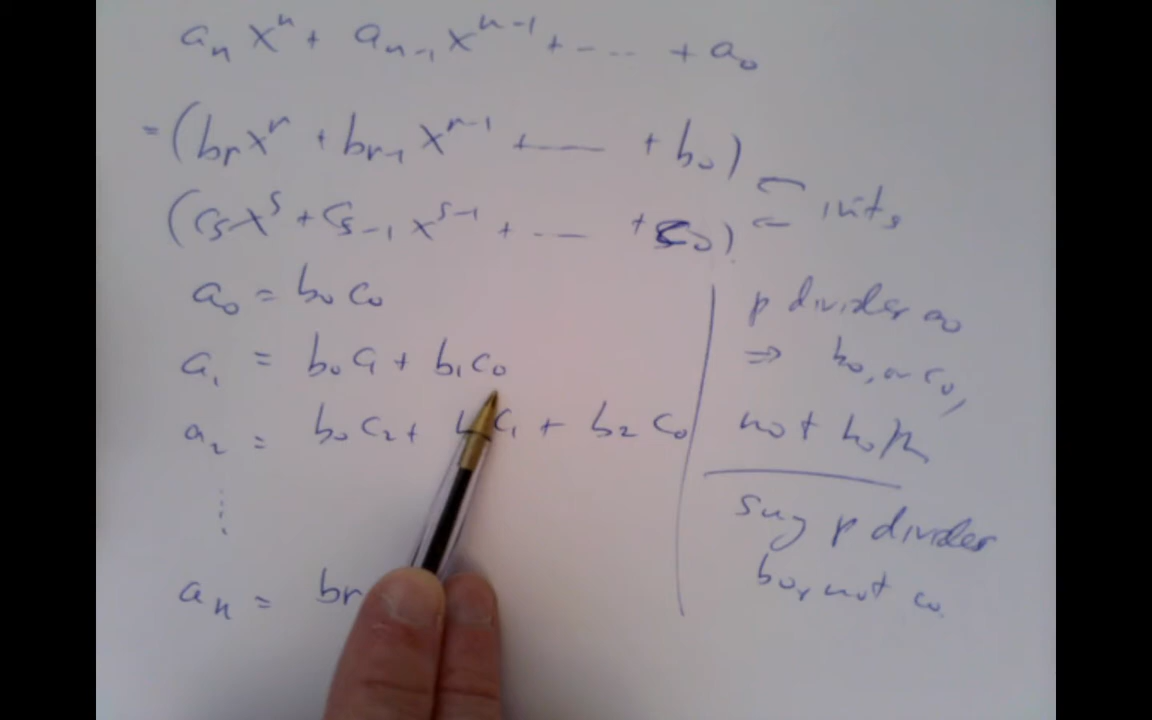 aₙxⁿ + aₙ₋₁xⁿ⁻¹ + - - - + a₀
= (bᵣxʳ + bᵣ₋₁xʳ⁻¹ + —— + b₀)
(cₛxˢ + cₛ₋₁xˢ⁻¹ + - — + c₀) ints
a₀ = b₀c₀
a₁ = b₀c₁ + b₁c₀
a₂ = b₀c₂ + b₁c₁ + b₂c₀
⋮
aₙ = bᵣ
p divides a₀
⇒ b₀, or c₀,
not both
say p divides
b₀, not c₀.